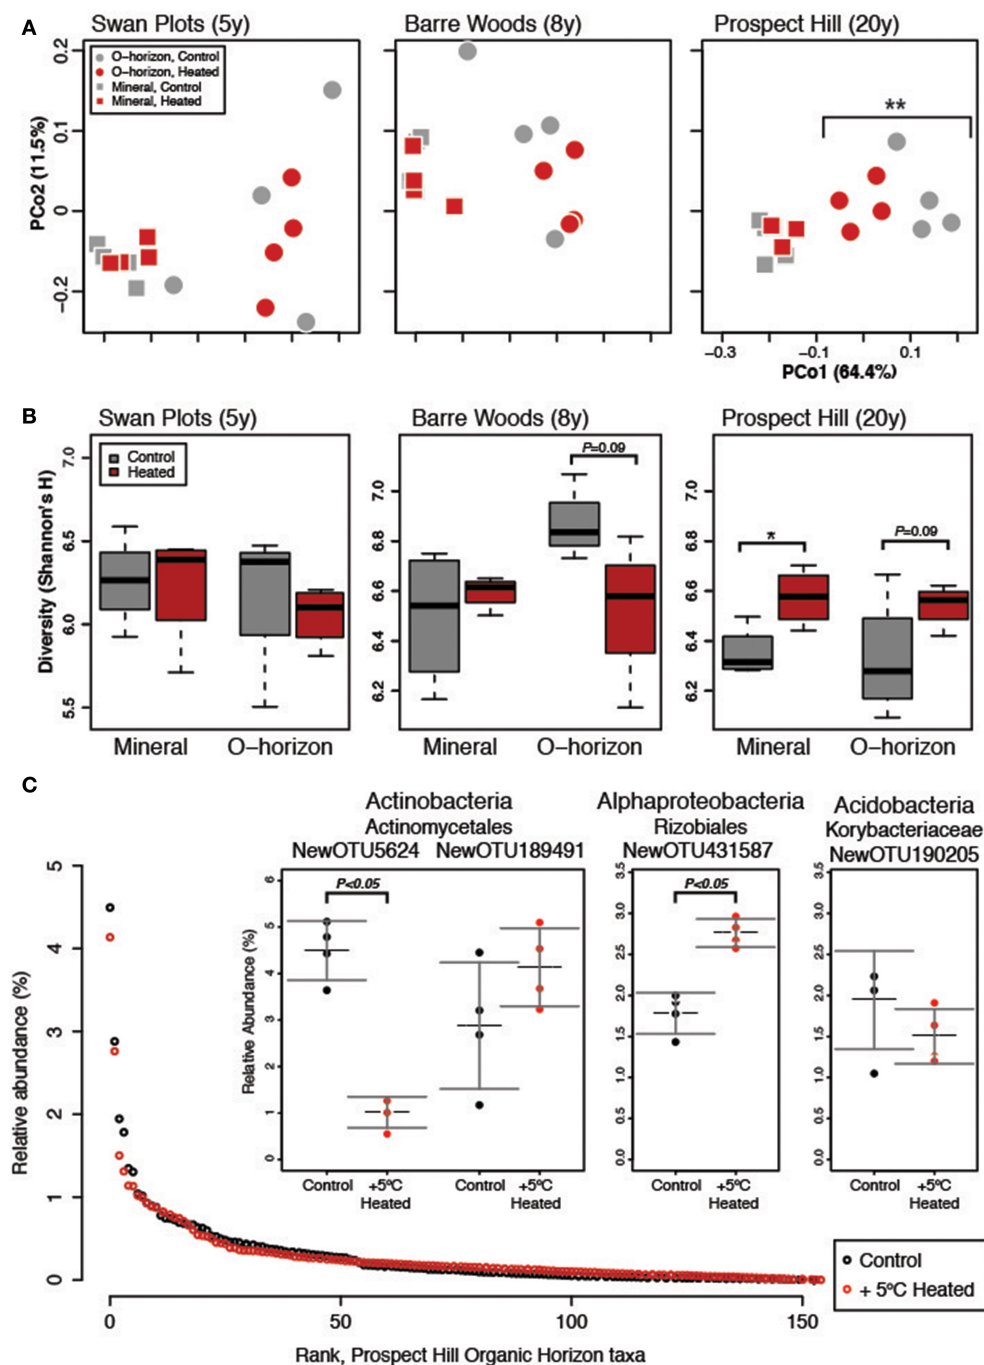 A
Swan Plots (5y)
Barre Woods (8y)
Prospect Hill (20y)
O-horizon, Control
O-horizon, Heated
Mineral, Control
Mineral, Heated
PCo2 (11.5%)
0.2
0.1
0
−0.2
**
−0.3
−0.1
0.1
PCo1 (64.4%)
B
Swan Plots (5y)
Barre Woods (8y)
Prospect Hill (20y)
Control
Heated
Diversity (Shannon's H)
7.0
6.5
6.0
5.5
7.0
6.8
6.6
6.4
6.2
P=0.09
7.0
6.8
6.6
6.4
6.2
*
P=0.09
Mineral
O−horizon
Mineral
O−horizon
Mineral
O−horizon
C
Actinobacteria
Actinomycetales
NewOTU5624
NewOTU189491
Alphaproteobacteria
Rizobiales
NewOTU431587
Acidobacteria
Korybacteriaceae
NewOTU190205
Relative abundance (%)
5
4
3
2
1
0
Relative Abundance (%)
6
5
4
3
2
1
0
P<0.05
Control
+5ºC
Heated
Control
+5ºC
Heated
3.5
3.0
2.5
2.0
1.5
1.0
0.5
0.0
P<0.05
Control
+5ºC
Heated
3.5
3.0
2.5
2.0
1.5
1.0
0.5
0.0
Control
+5ºC
Heated
Control
+ 5ºC Heated
0
50
100
150
Rank, Prospect Hill Organic Horizon taxa